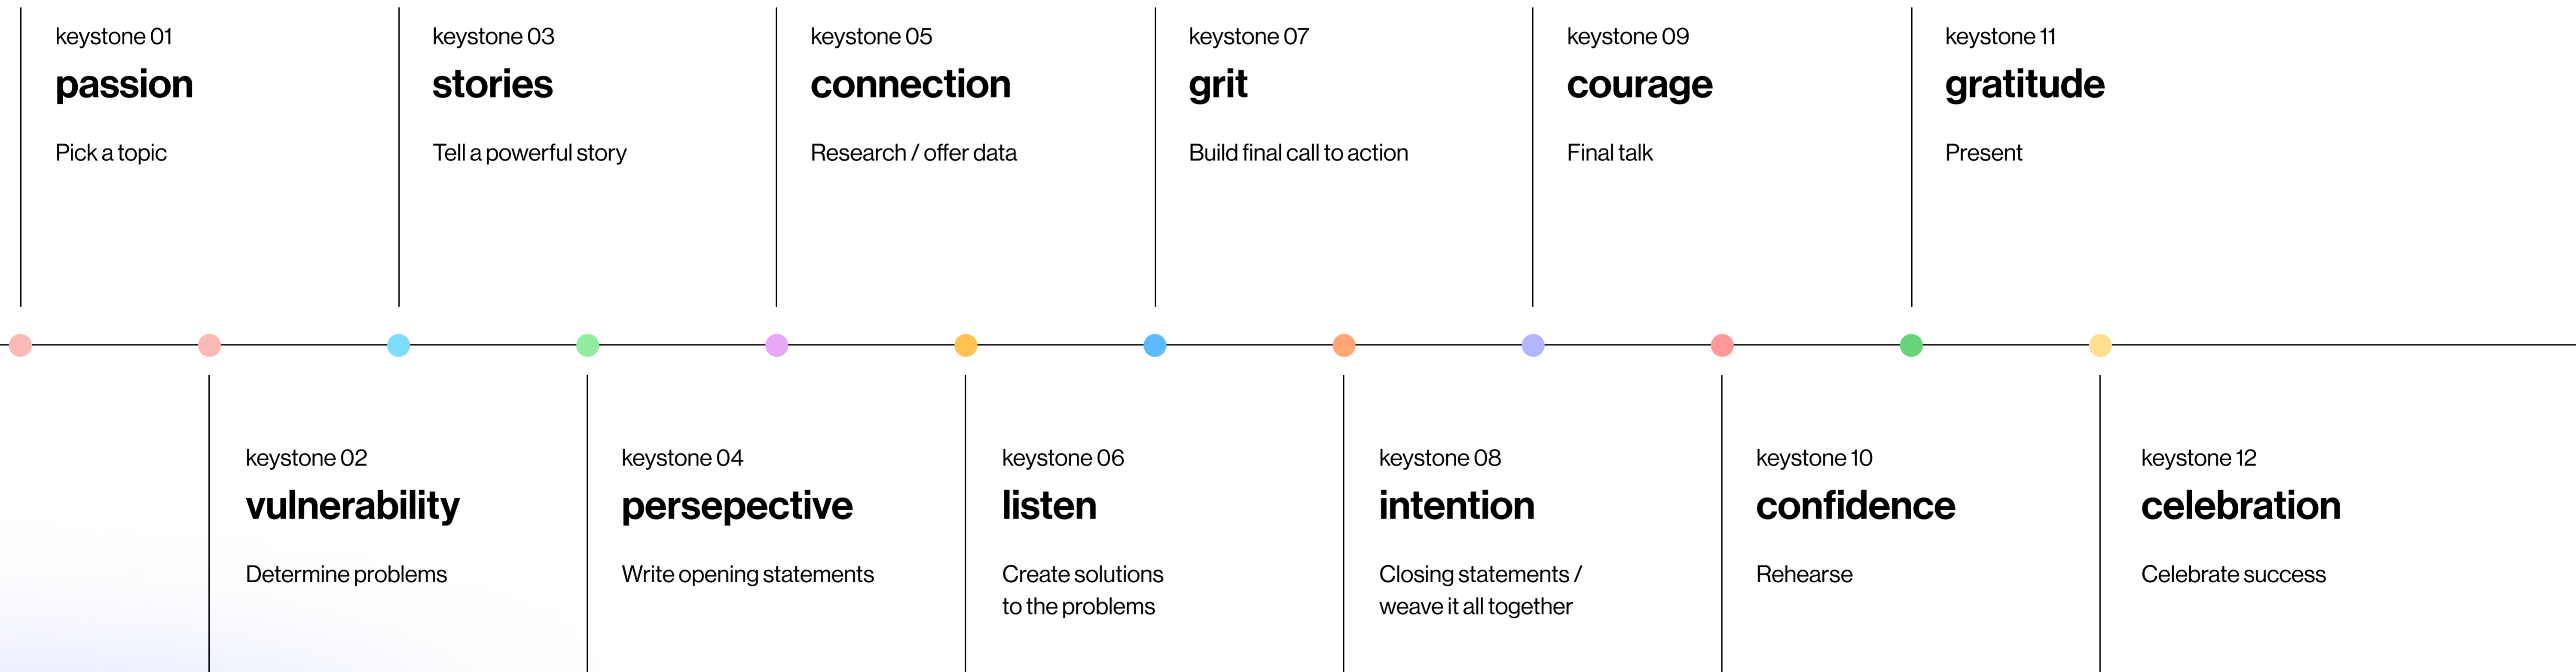 keystone 01
passion
Pick a topic
keystone 03
stories
Tell a powerful story
keystone 05
connection
Research / offer data
keystone 07
grit
Build final call to action
keystone 09
courage
Final talk
keystone 11
gratitude
Present
keystone 02
vulnerability
Determine problems
keystone 04
persepective
Write opening statements
keystone 06
listen
Create solutions
to the problems
keystone 08
intention
Closing statements /
weave it all together
keystone 10
confidence
Rehearse
keystone 12
celebration
Celebrate success